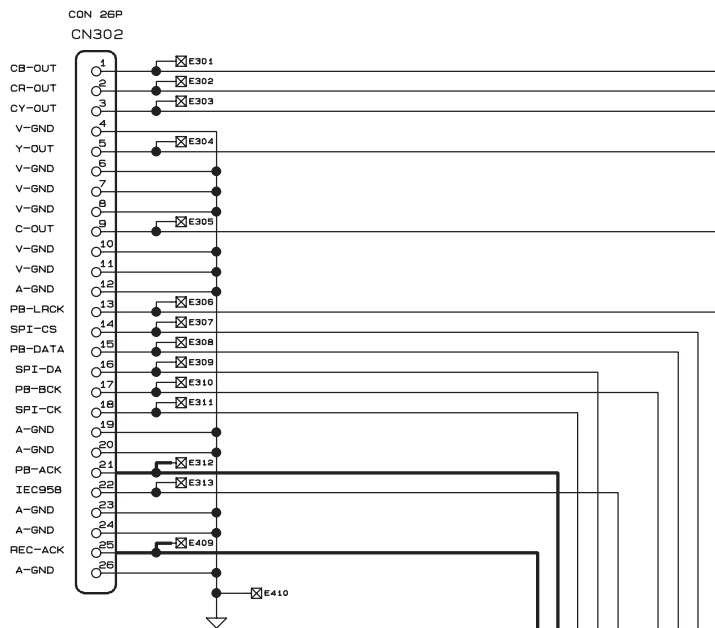 CON 26P
CN302
CB-OUT 1 E301
CR-OUT 2 E302
CY-OUT 3 E303
V-GND 4
Y-OUT 5 E304
V-GND 6
V-GND 7
V-GND 8
C-OUT 9 E305
V-GND 10
V-GND 11
A-GND 12
PB-LRCK 13 E306
SPI-CS 14 E307
PB-DATA 15 E308
SPI-DA 16 E309
PB-BCK 17 E310
SPI-CK 18 E311
A-GND 19
A-GND 20
PB-ACK 21 E312
IEC958 22 E313
A-GND 23
A-GND 24
REC-ACK 25 E409
A-GND 26
E410